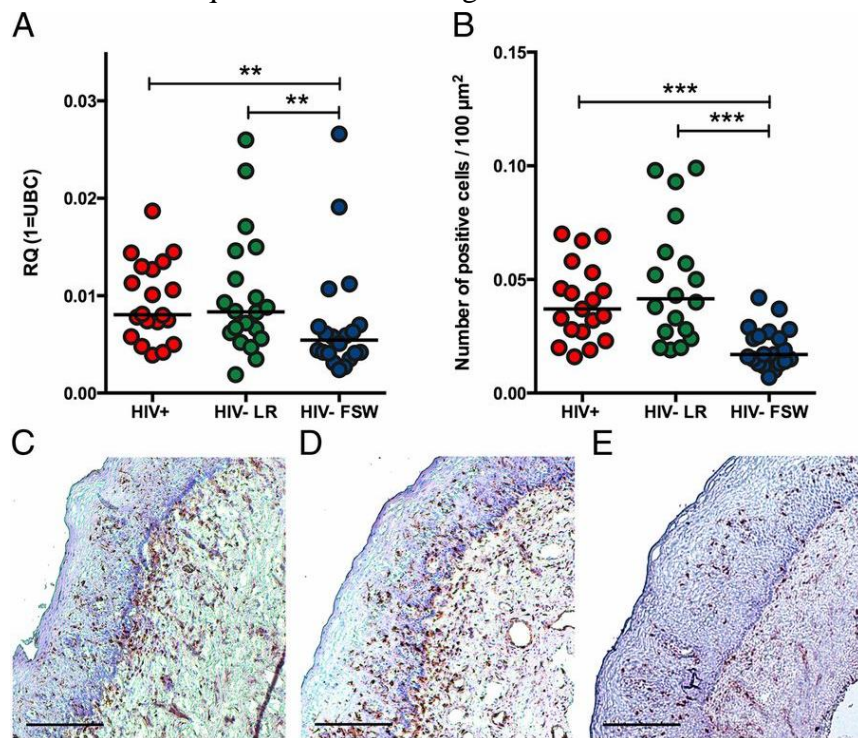 A
B
RQ (1=UBC)
0.03
0.02
0.01
0.00
**
**
HIV+
HIV- LR
HIV- FSW
Number of positive cells / 100 µm²
0.15
0.10
0.05
0.00
***
***
HIV+
HIV- LR
HIV- FSW
C
D
E